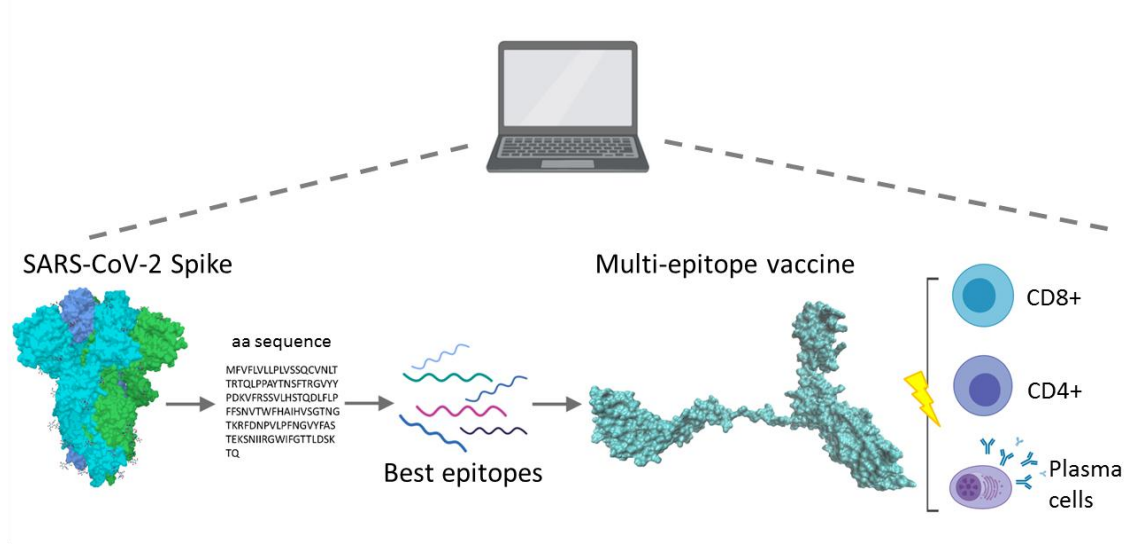 SARS-CoV-2 Spike
aa sequence
MFVFLVLLPLVSSQCVNLT
TRTQLPPAYTNSFTRGVYY
PDKVFRSSVLHSTQDLFLP
FFSNVTWFHAIHVSGTNG
TKRFDNPVLPFNGVYFAS
TEKSNIIRGWIFGTTLDSK
TQ
Best epitopes
Multi-epitope vaccine
CD8+
CD4+
Plasma
cells